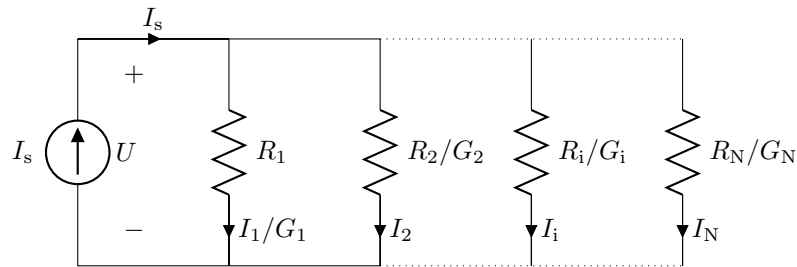 I_s
+
I_s
U
R_1
R_2/G_2
R_i/G_i
R_N/G_N
−
I_1/G_1
I_2
I_i
I_N